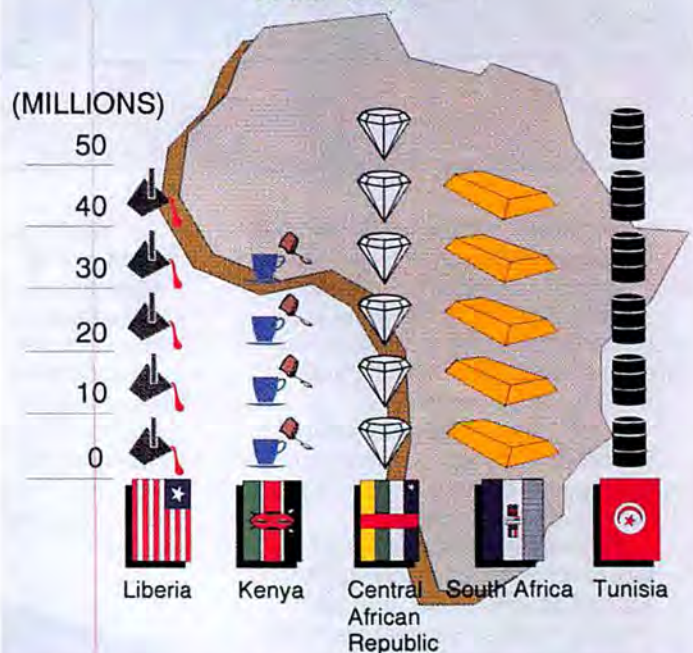 (MILLIONS)
50
40
30
20
10
0
Liberia
Kenya
Central
African
Republic
South Africa
Tunisia